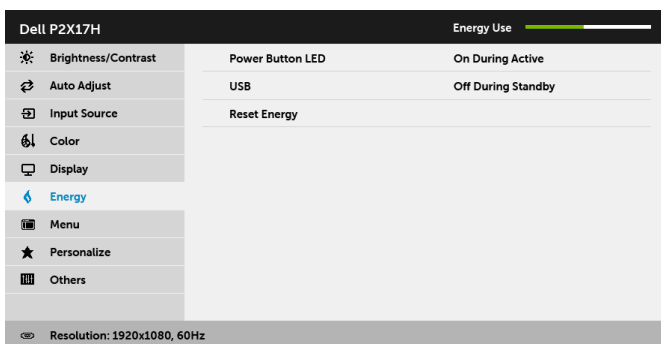 Dell P2X17H Energy Use
Brightness/Contrast Power Button LED On During Active
Auto Adjust USB Off During Standby
Input Source Reset Energy
Color
Display
Energy
Menu
Personalize
Others
Resolution: 1920x1080, 60Hz